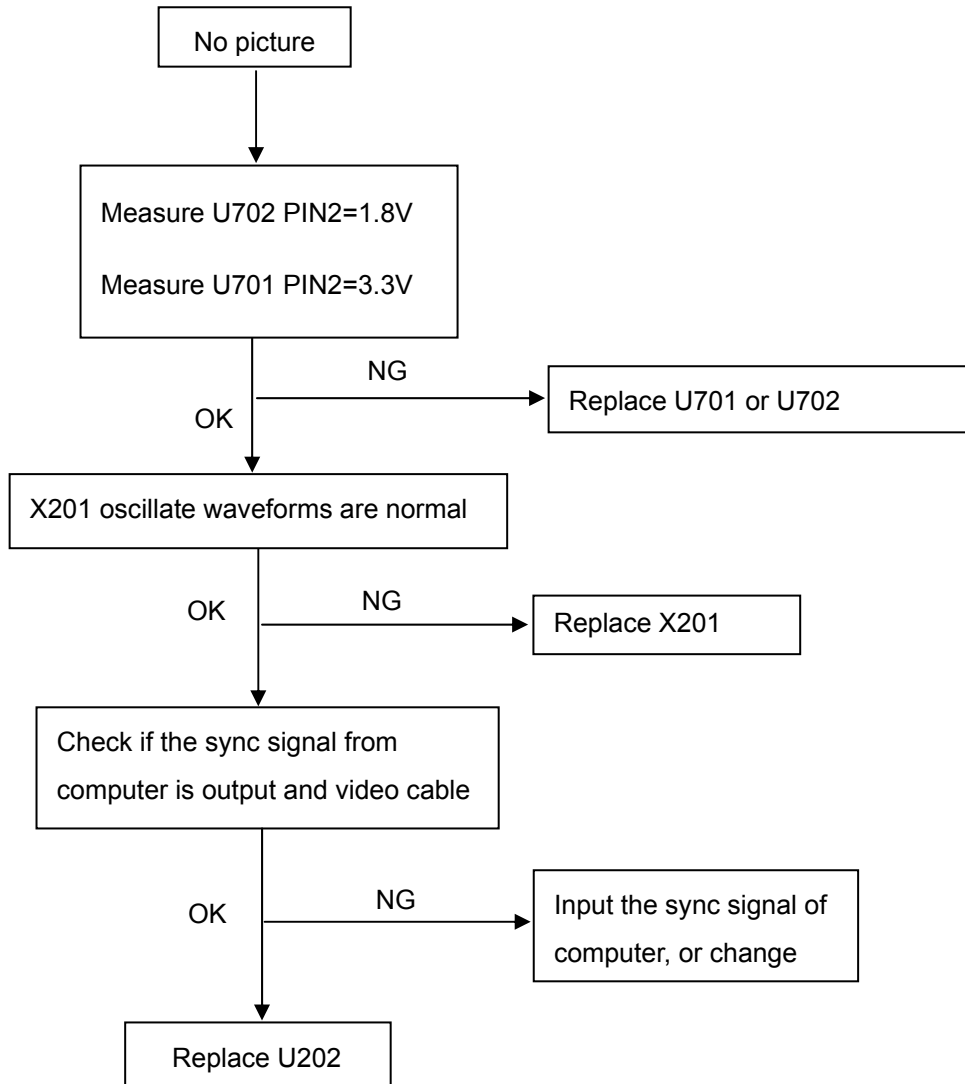 No picture
Measure U702 PIN2=1.8V
Measure U701 PIN2=3.3V
NG
Replace U701 or U702
OK
X201 oscillate waveforms are normal
NG
OK
Replace X201
Check if the sync signal from
computer is output and video cable
NG
OK
Input the sync signal of
computer, or change
Replace U202